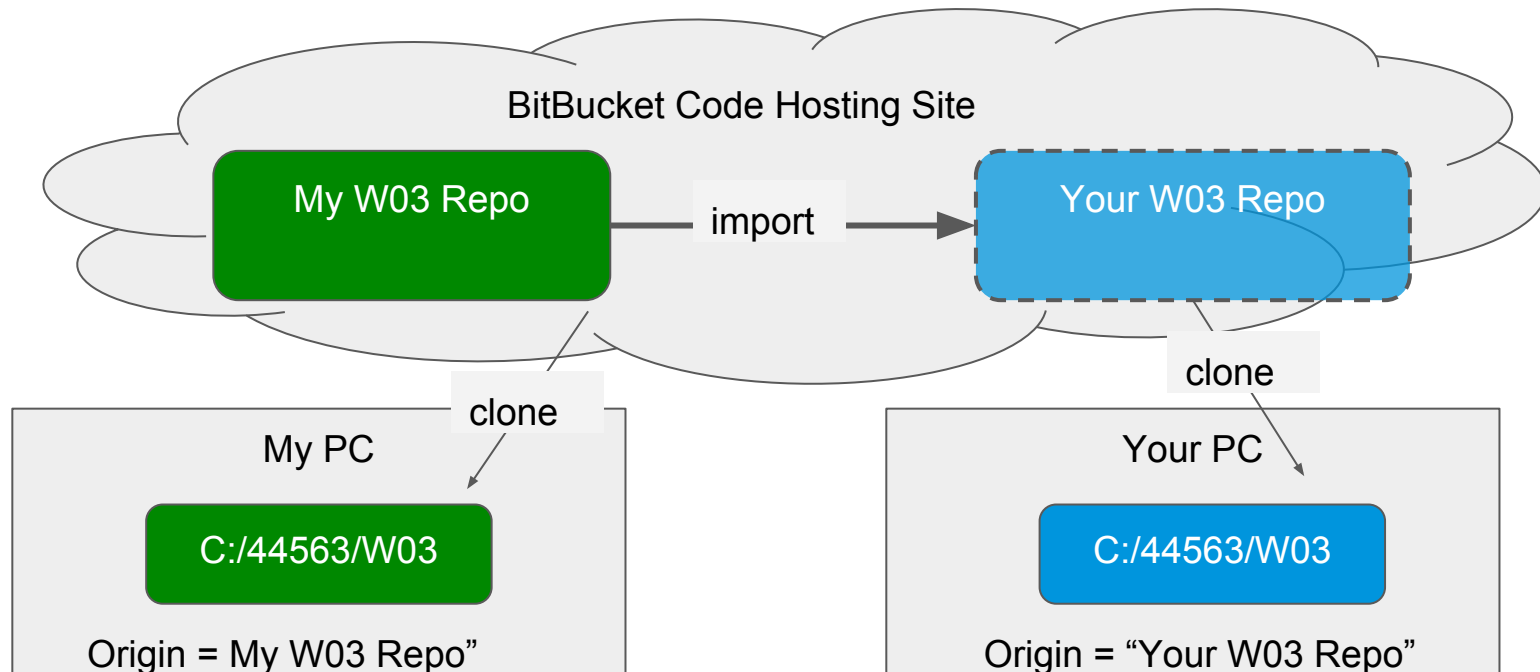 BitBucket Code Hosting Site
My W03 Repo
import
Your W03 Repo
clone
clone
My PC
Your PC
C:/44563/W03
C:/44563/W03
Origin = My W03 Repo”
Origin = “Your W03 Repo”